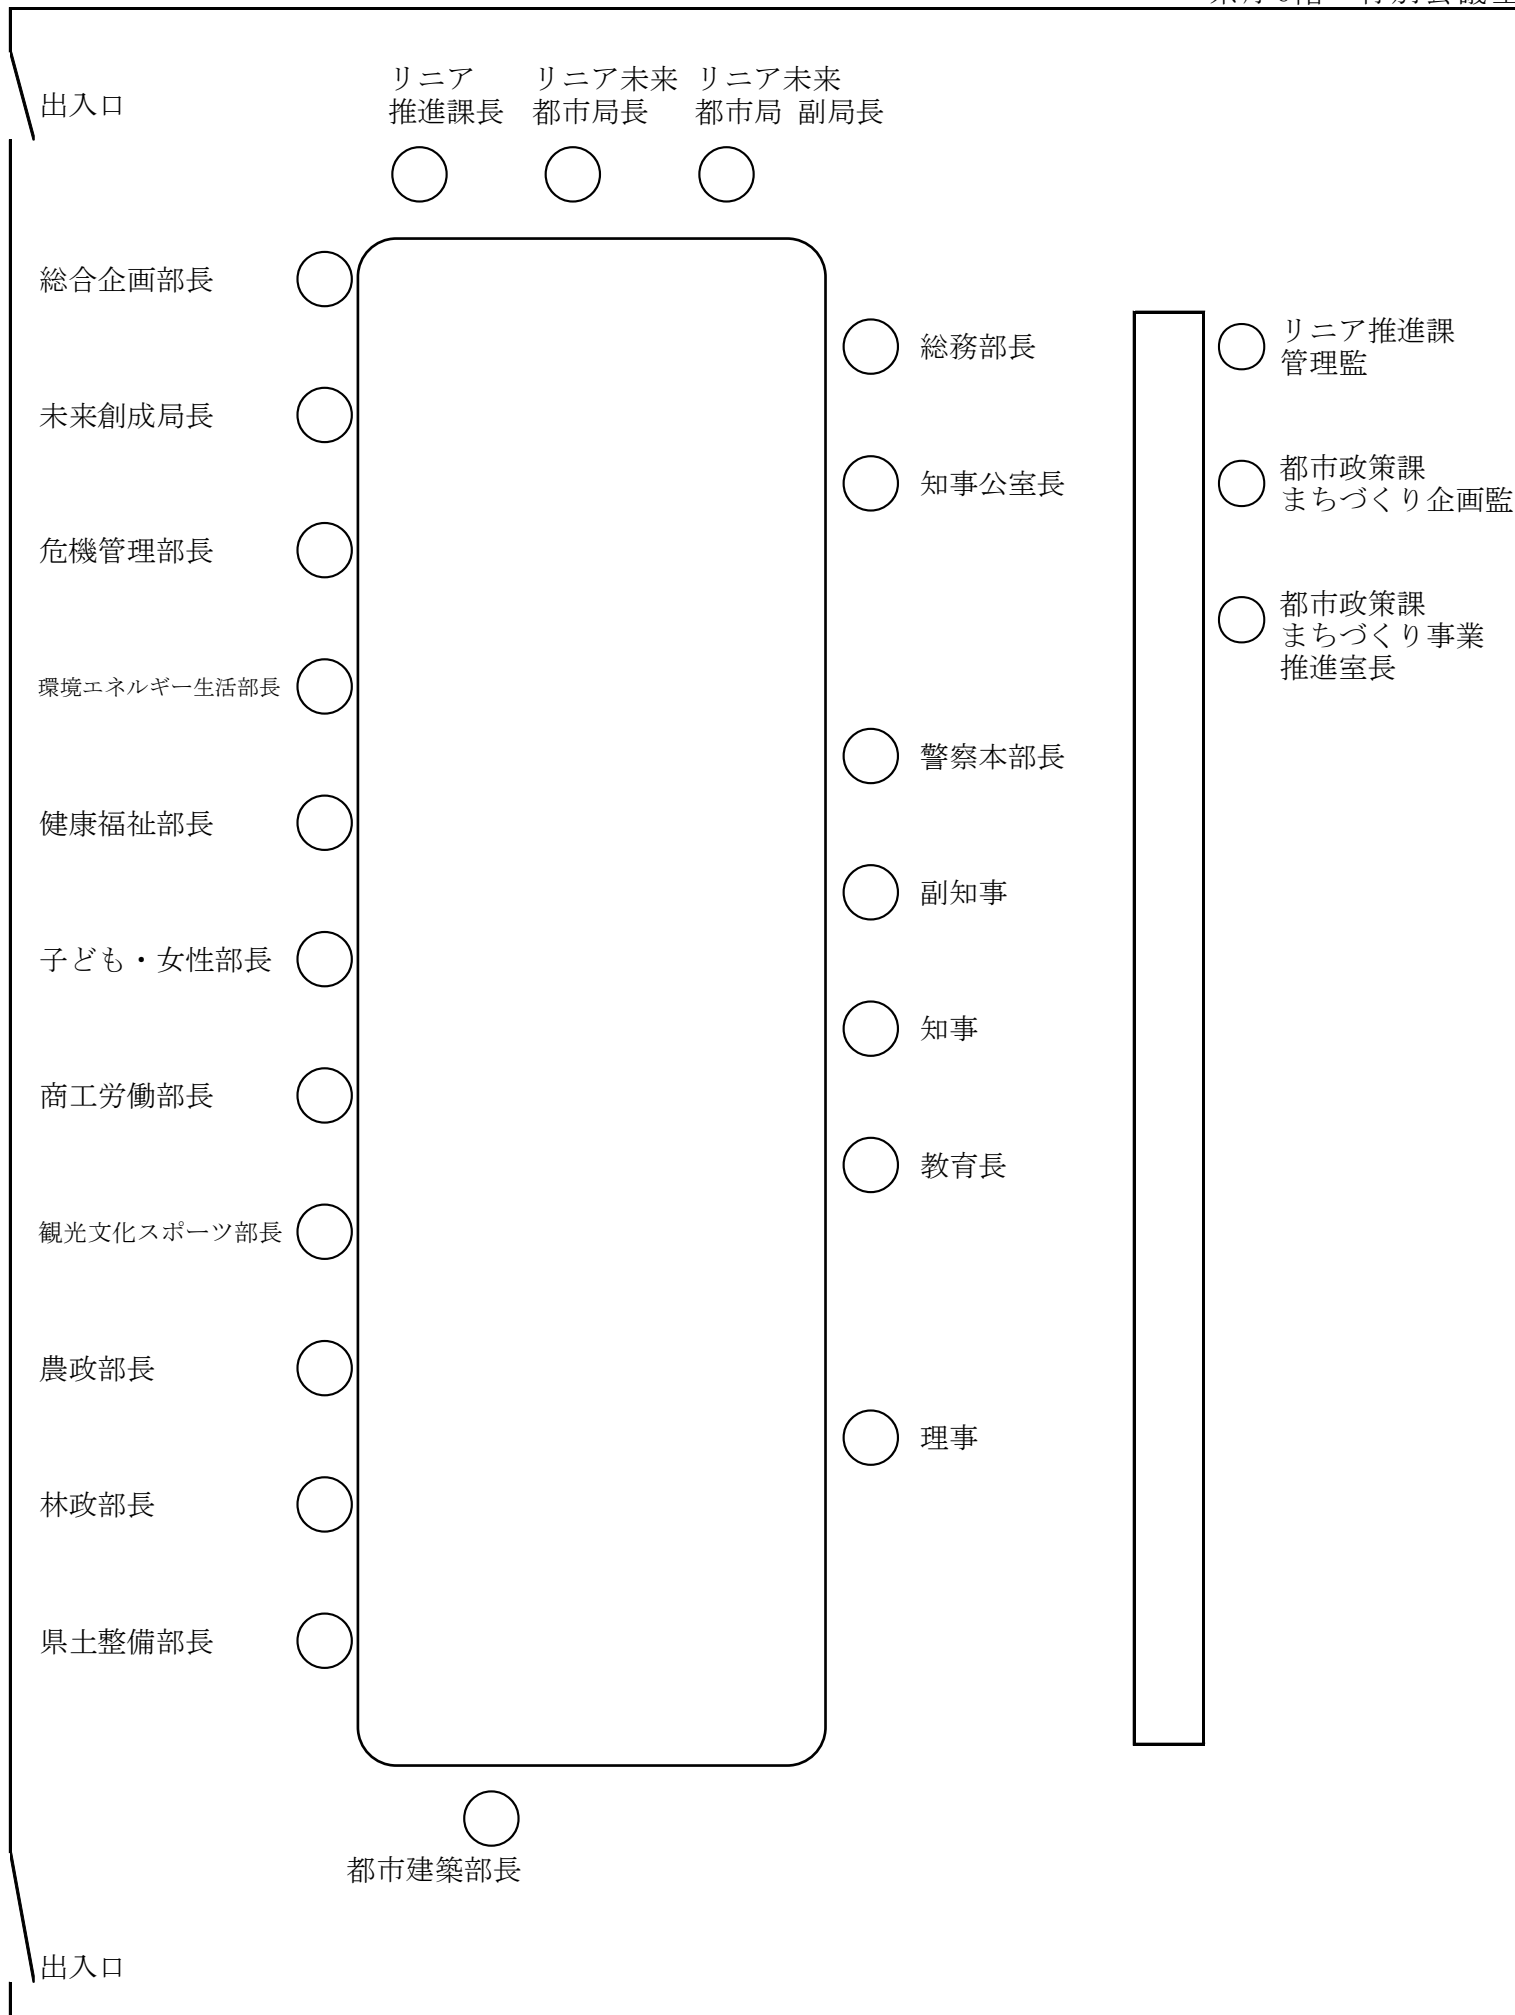 出入口
リニア
推進課長
リニア未来
都市局長
リニア未来
都市局 副局長
総合企画部長
未来創成局長
危機管理部長
環境エネルギー生活部長
健康福祉部長
子ども・女性部長
商工労働部長
観光文化スポーツ部長
農政部長
林政部長
県土整備部長
総務部長
知事公室長
警察本部長
副知事
知事
教育長
理事
リニア推進課
管理監
都市政策課
まちづくり企画監
都市政策課
まちづくり事業
推進室長
都市建築部長
出入口